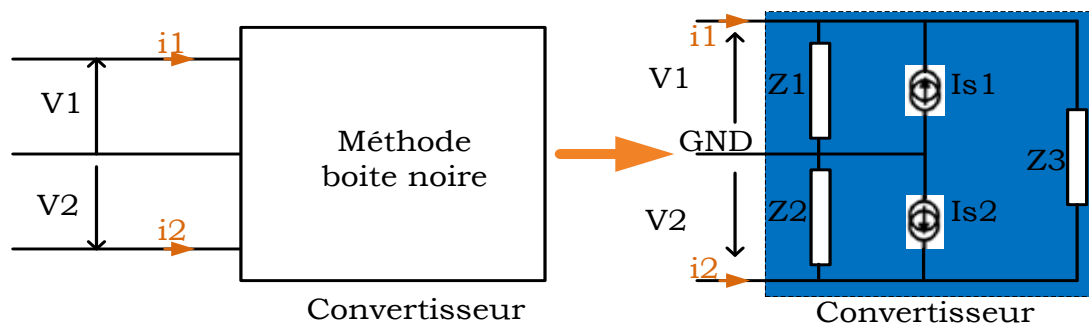 i1
V1
V2
i2
Méthode
boite noire
Convertisseur
i1
V1
GND
V2
i2
Z1
Is1
Z2
Is2
Z3
Convertisseur